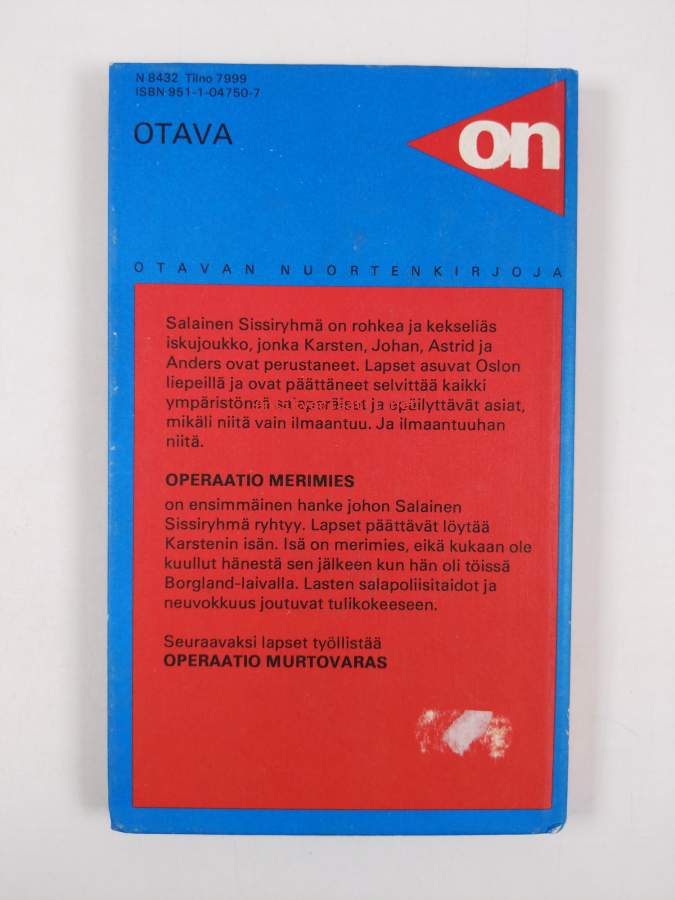 N 8432 Tilno 7999
ISBN 951-1-04750-7
OTAVA
on
OTAVAN NUORTENKIRJOJA
Salainen Sissiryhmä on rohkea ja kekseliäs
iskujoukko, jonka Karsten, Johan, Astrid ja
Anders ovat perustaneet. Lapset asuvat Oslon
liepeillä ja ovat päättäneet selvittää kaikki
ympäristönsä salaperäiset ja epäilyttävät asiat,
mikäli niitä vain ilmaantuu. Ja ilmaantuuhan
niitä.
OPERAATIO MERIMIES
on ensimmäinen hanke johon Salainen
Sissiryhmä ryhtyy. Lapset päättävät löytää
Karstenin isän. Isä on merimies, eikä kukaan ole
kuullut hänestä sen jälkeen kun hän oli töissä
Borgland-laivalla. Lasten salapoliisitaidot ja
neuvokkuus joutuvat tulikokeeseen.
Seuraavaksi lapset työllistää
OPERAATIO MURTOVARAS